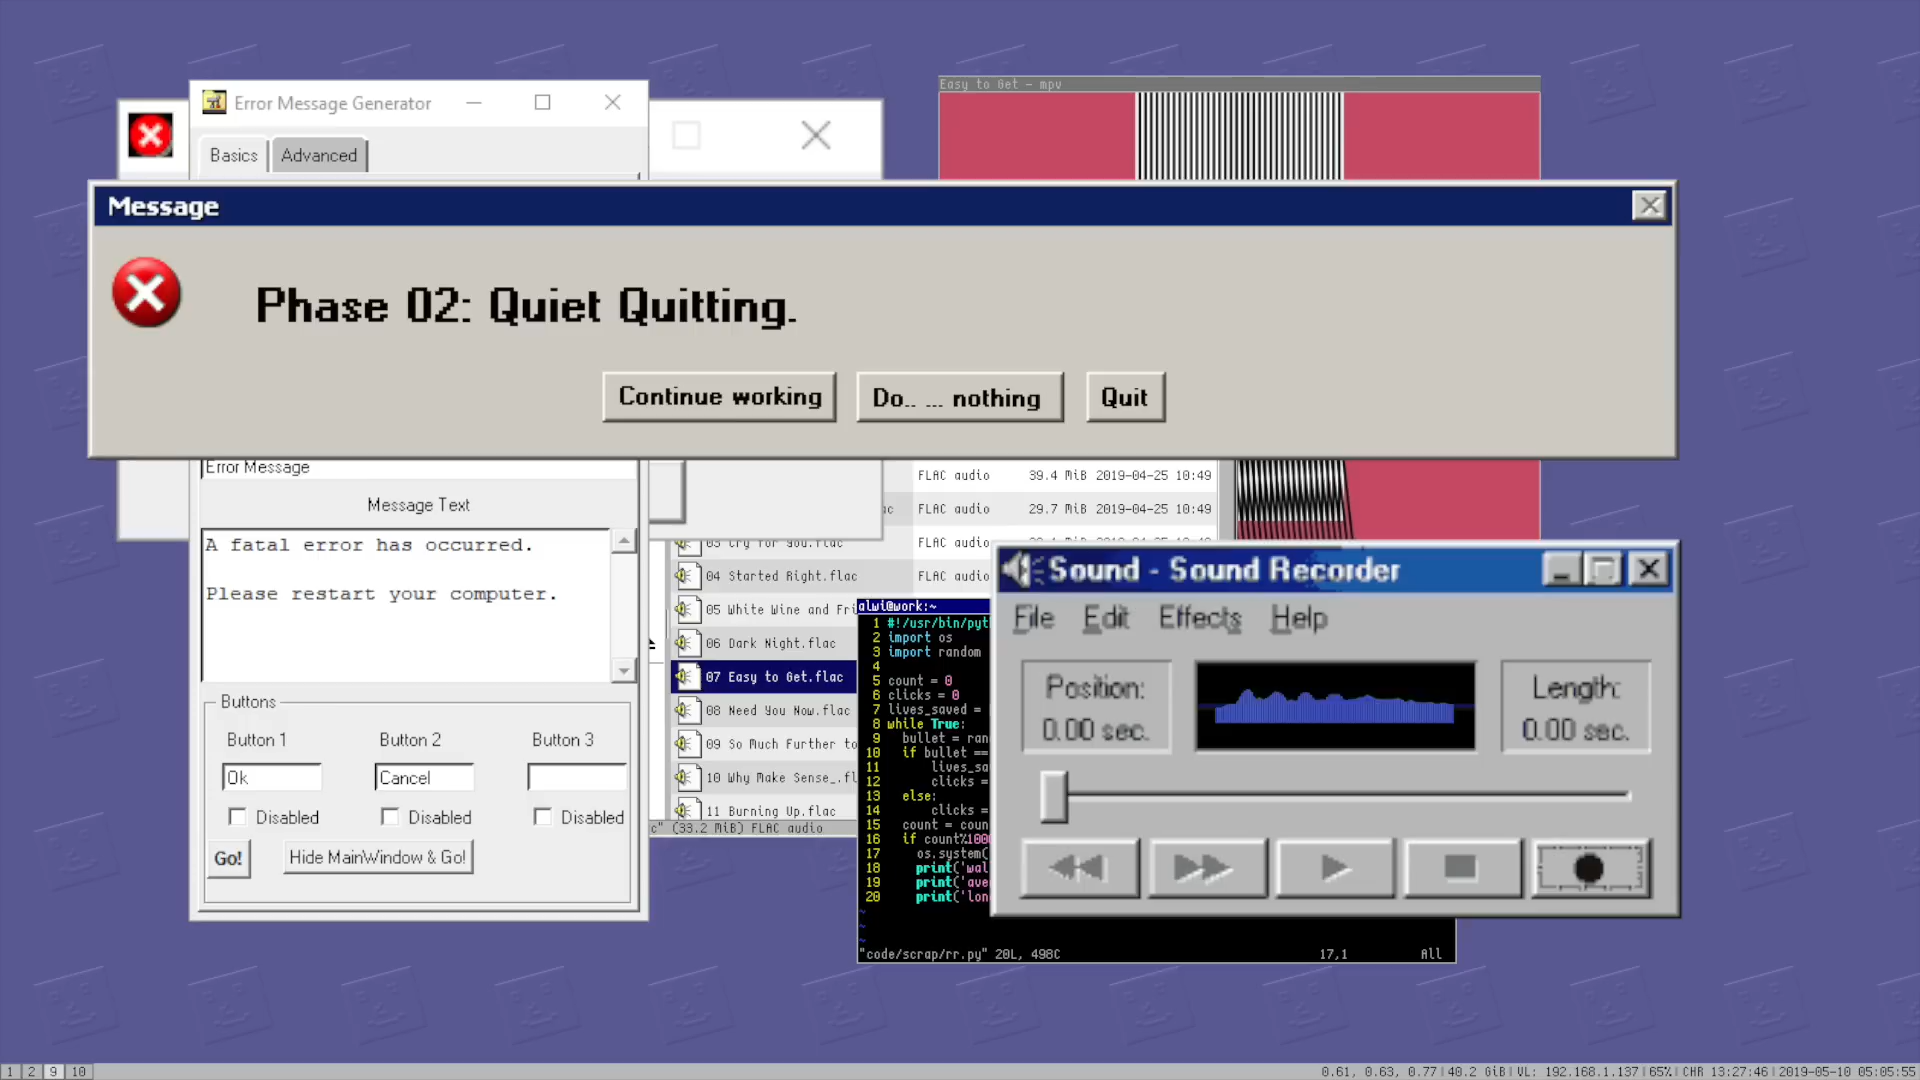 Easy to Get - mpv
Error Message Generator
Basics Advanced
Message
Phase 02: Quiet Quitting.
Continue working
Do.. ... nothing
Quit
Error Message
Message Text
A fatal error has occurred.
Please restart your computer.
Buttons
Button 1 Button 2 Button 3
Ok Cancel
Disabled Disabled Disabled
Go! Hide MainWindow & Go!
FLAC audio 39.4 MiB 2019-04-25 10:49
FLAC audio 29.7 MiB 2019-04-25 10:49
03 Cry for You.flac FLAC audio
04 Started Right.flac FLAC audio
05 White Wine and Fri
06 Dark Night.flac
07 Easy to Get.flac
08 Need You Now.flac
09 So Much Further to
10 Why Make Sense_.fl
11 Burning Up.flac
c" (33.2 MiB) FLAC audio
alwi@work:~
1 #!/usr/bin/pyt
2 import os
3 import random
4
5 count = 0
6 clicks = 0
7 lives_saved =
8 while True:
9 bullet = ran
10 if bullet ==
11 lives_sa
12 clicks =
13 else:
14 clicks =
15 count = coun
16 if count%100
17 os.system(
18 print('wal
19 print('ave
20 print('lon
~
~
~
"code/scrap/rr.py" 20L, 498C 17,1 All
Sound - Sound Recorder
File Edit Effects Help
Position:
0.00 sec.
Length:
0.00 sec.
1 2 9 10
0.61, 0.63, 0.77|40.2 GiB|VL: 192.168.1.137|65%|CHR 13:27:46|2019-05-10 05:05:55